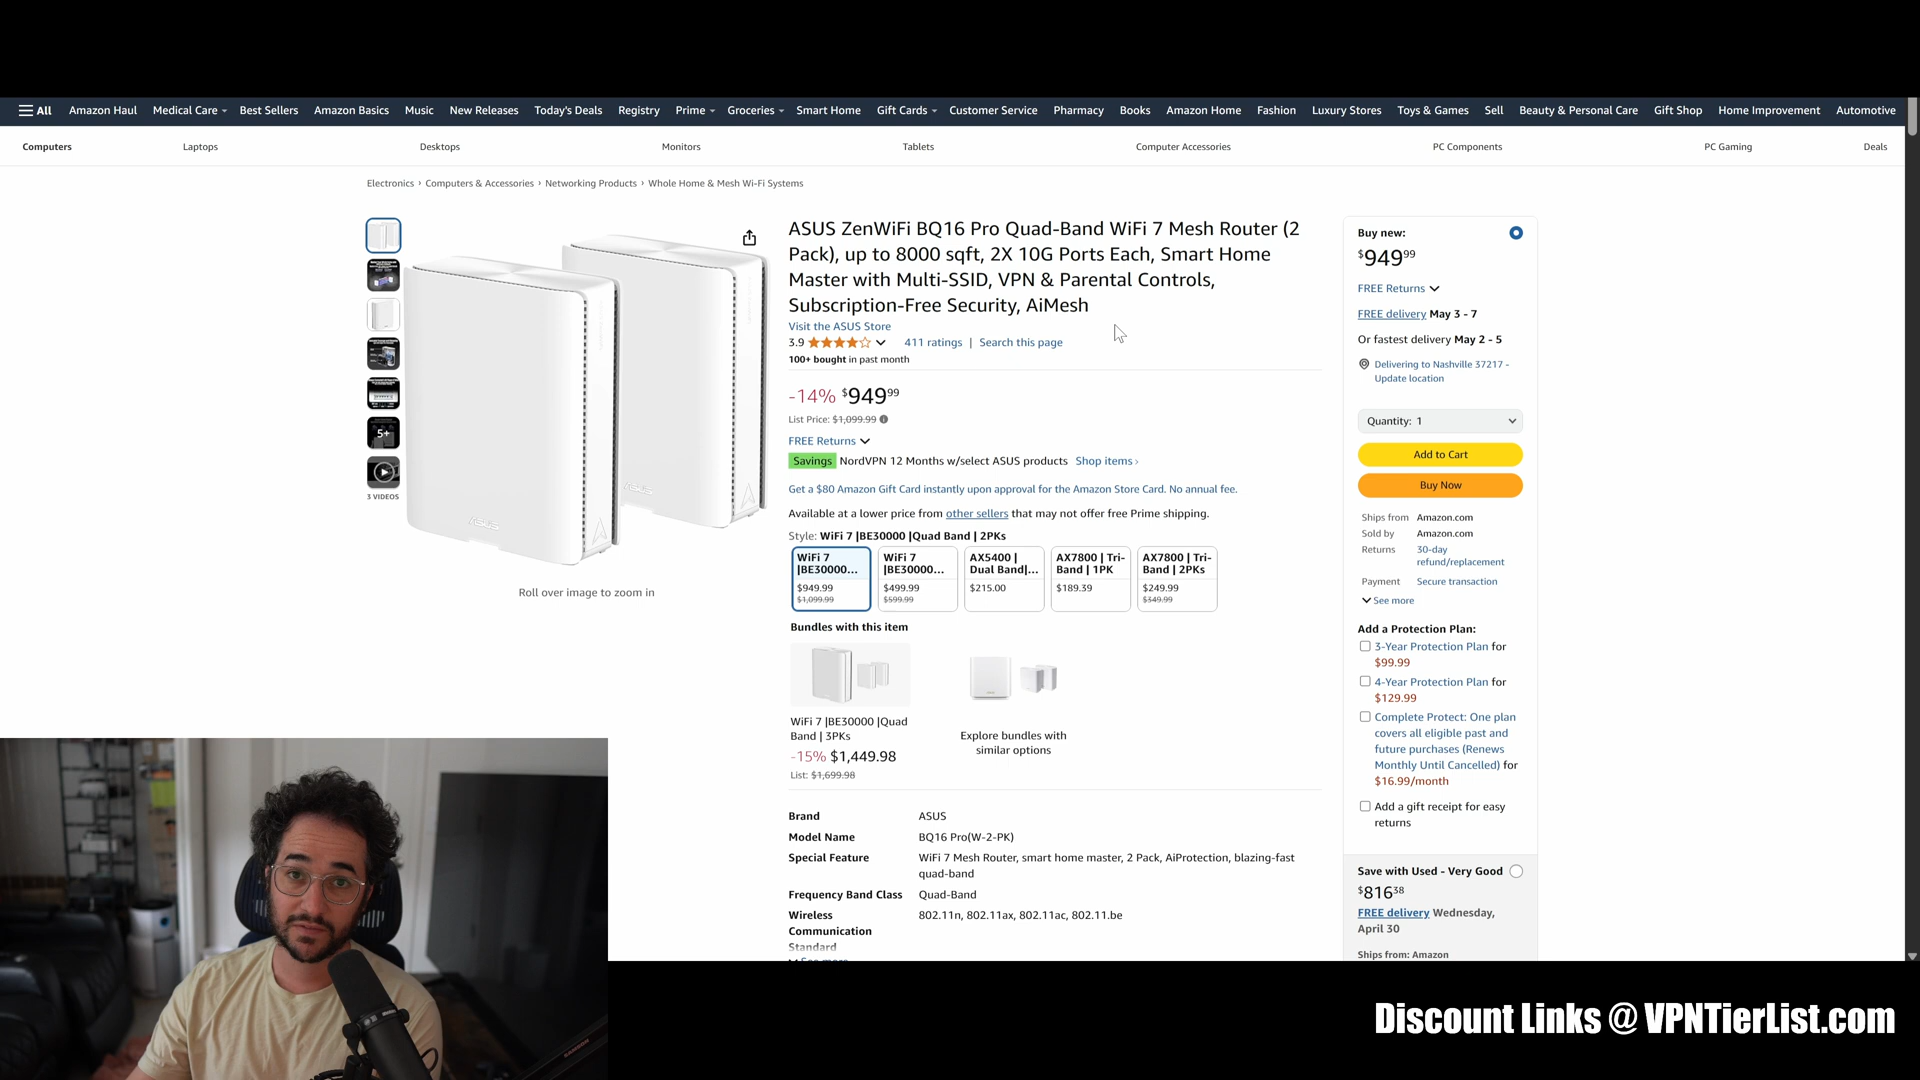 All Amazon Haul Medical Care Best Sellers Amazon Basics Music New Releases Today's Deals Registry Prime Groceries Smart Home Gift Cards Customer Service Pharmacy Books Amazon Home Fashion Luxury Stores Toys & Games Sell Beauty & Personal Care Gift Shop Home Improvement Automotive
Computers Laptops Desktops Monitors Tablets Computer Accessories PC Components PC Gaming Deals
Electronics › Computers & Accessories › Networking Products › Whole Home & Mesh Wi-Fi Systems
5+
3 VIDEOS
ASUS
ASUS
Roll over image to zoom in
ASUS ZenWiFi BQ16 Pro Quad-Band WiFi 7 Mesh Router (2
Pack), up to 8000 sqft, 2X 10G Ports Each, Smart Home
Master with Multi-SSID, VPN & Parental Controls,
Subscription-Free Security, AiMesh
Visit the ASUS Store
3.9 411 ratings | Search this page
100+ bought in past month
-14% $949 99
List Price: $1,099.99
FREE Returns
Savings NordVPN 12 Months w/select ASUS products Shop items ›
Get a $80 Amazon Gift Card instantly upon approval for the Amazon Store Card. No annual fee.
Available at a lower price from other sellers that may not offer free Prime shipping.
Style: WiFi 7 |BE30000 |Quad Band | 2PKs
WiFi 7
|BE30000...
$949.99
$1,099.99
WiFi 7
|BE30000...
$499.99
$599.99
AX5400 |
Dual Band|...
$215.00
AX7800 | Tri-
Band | 1PK
$189.39
AX7800 | Tri-
Band | 2PKs
$249.99
$349.99
Bundles with this item
WiFi 7 |BE30000 |Quad
Band | 3PKs
-15% $1,449.98
List: $1,699.98
Explore bundles with
similar options
Brand ASUS
Model Name BQ16 Pro(W-2-PK)
Special Feature WiFi 7 Mesh Router, smart home master, 2 Pack, AiProtection, blazing-fast
quad-band
Frequency Band Class Quad-Band
Wireless 802.11n, 802.11ax, 802.11ac, 802.11be
Communication
Standard
See more
Buy new:
$949 99
FREE Returns
FREE delivery May 3 - 7
Or fastest delivery May 2 - 5
Delivering to Nashville 37217 -
Update location
Quantity: 1
Add to Cart
Buy Now
Ships from Amazon.com
Sold by Amazon.com
Returns 30-day
refund/replacement
Payment Secure transaction
See more
Add a Protection Plan:
3-Year Protection Plan for
$99.99
4-Year Protection Plan for
$129.99
Complete Protect: One plan
covers all eligible past and
future purchases (Renews
Monthly Until Cancelled) for
$16.99/month
Add a gift receipt for easy
returns
Save with Used - Very Good
$816 38
FREE delivery Wednesday,
April 30
Ships from: Amazon
SAMSUNG
Discount Links @ VPNTierList.com